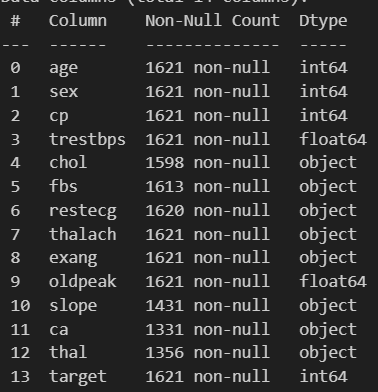 Data columns (total 14 columns):
#   Column    Non-Null Count  Dtype
---  ------    --------------  -----
0   age       1621 non-null   int64
1   sex       1621 non-null   int64
2   cp        1621 non-null   int64
3   trestbps  1621 non-null   float64
4   chol      1598 non-null   object
5   fbs       1613 non-null   object
6   restecg   1620 non-null   object
7   thalach   1621 non-null   object
8   exang     1621 non-null   object
9   oldpeak   1621 non-null   float64
10  slope     1431 non-null   object
11  ca        1331 non-null   object
12  thal      1356 non-null   object
13  target    1621 non-null   int64